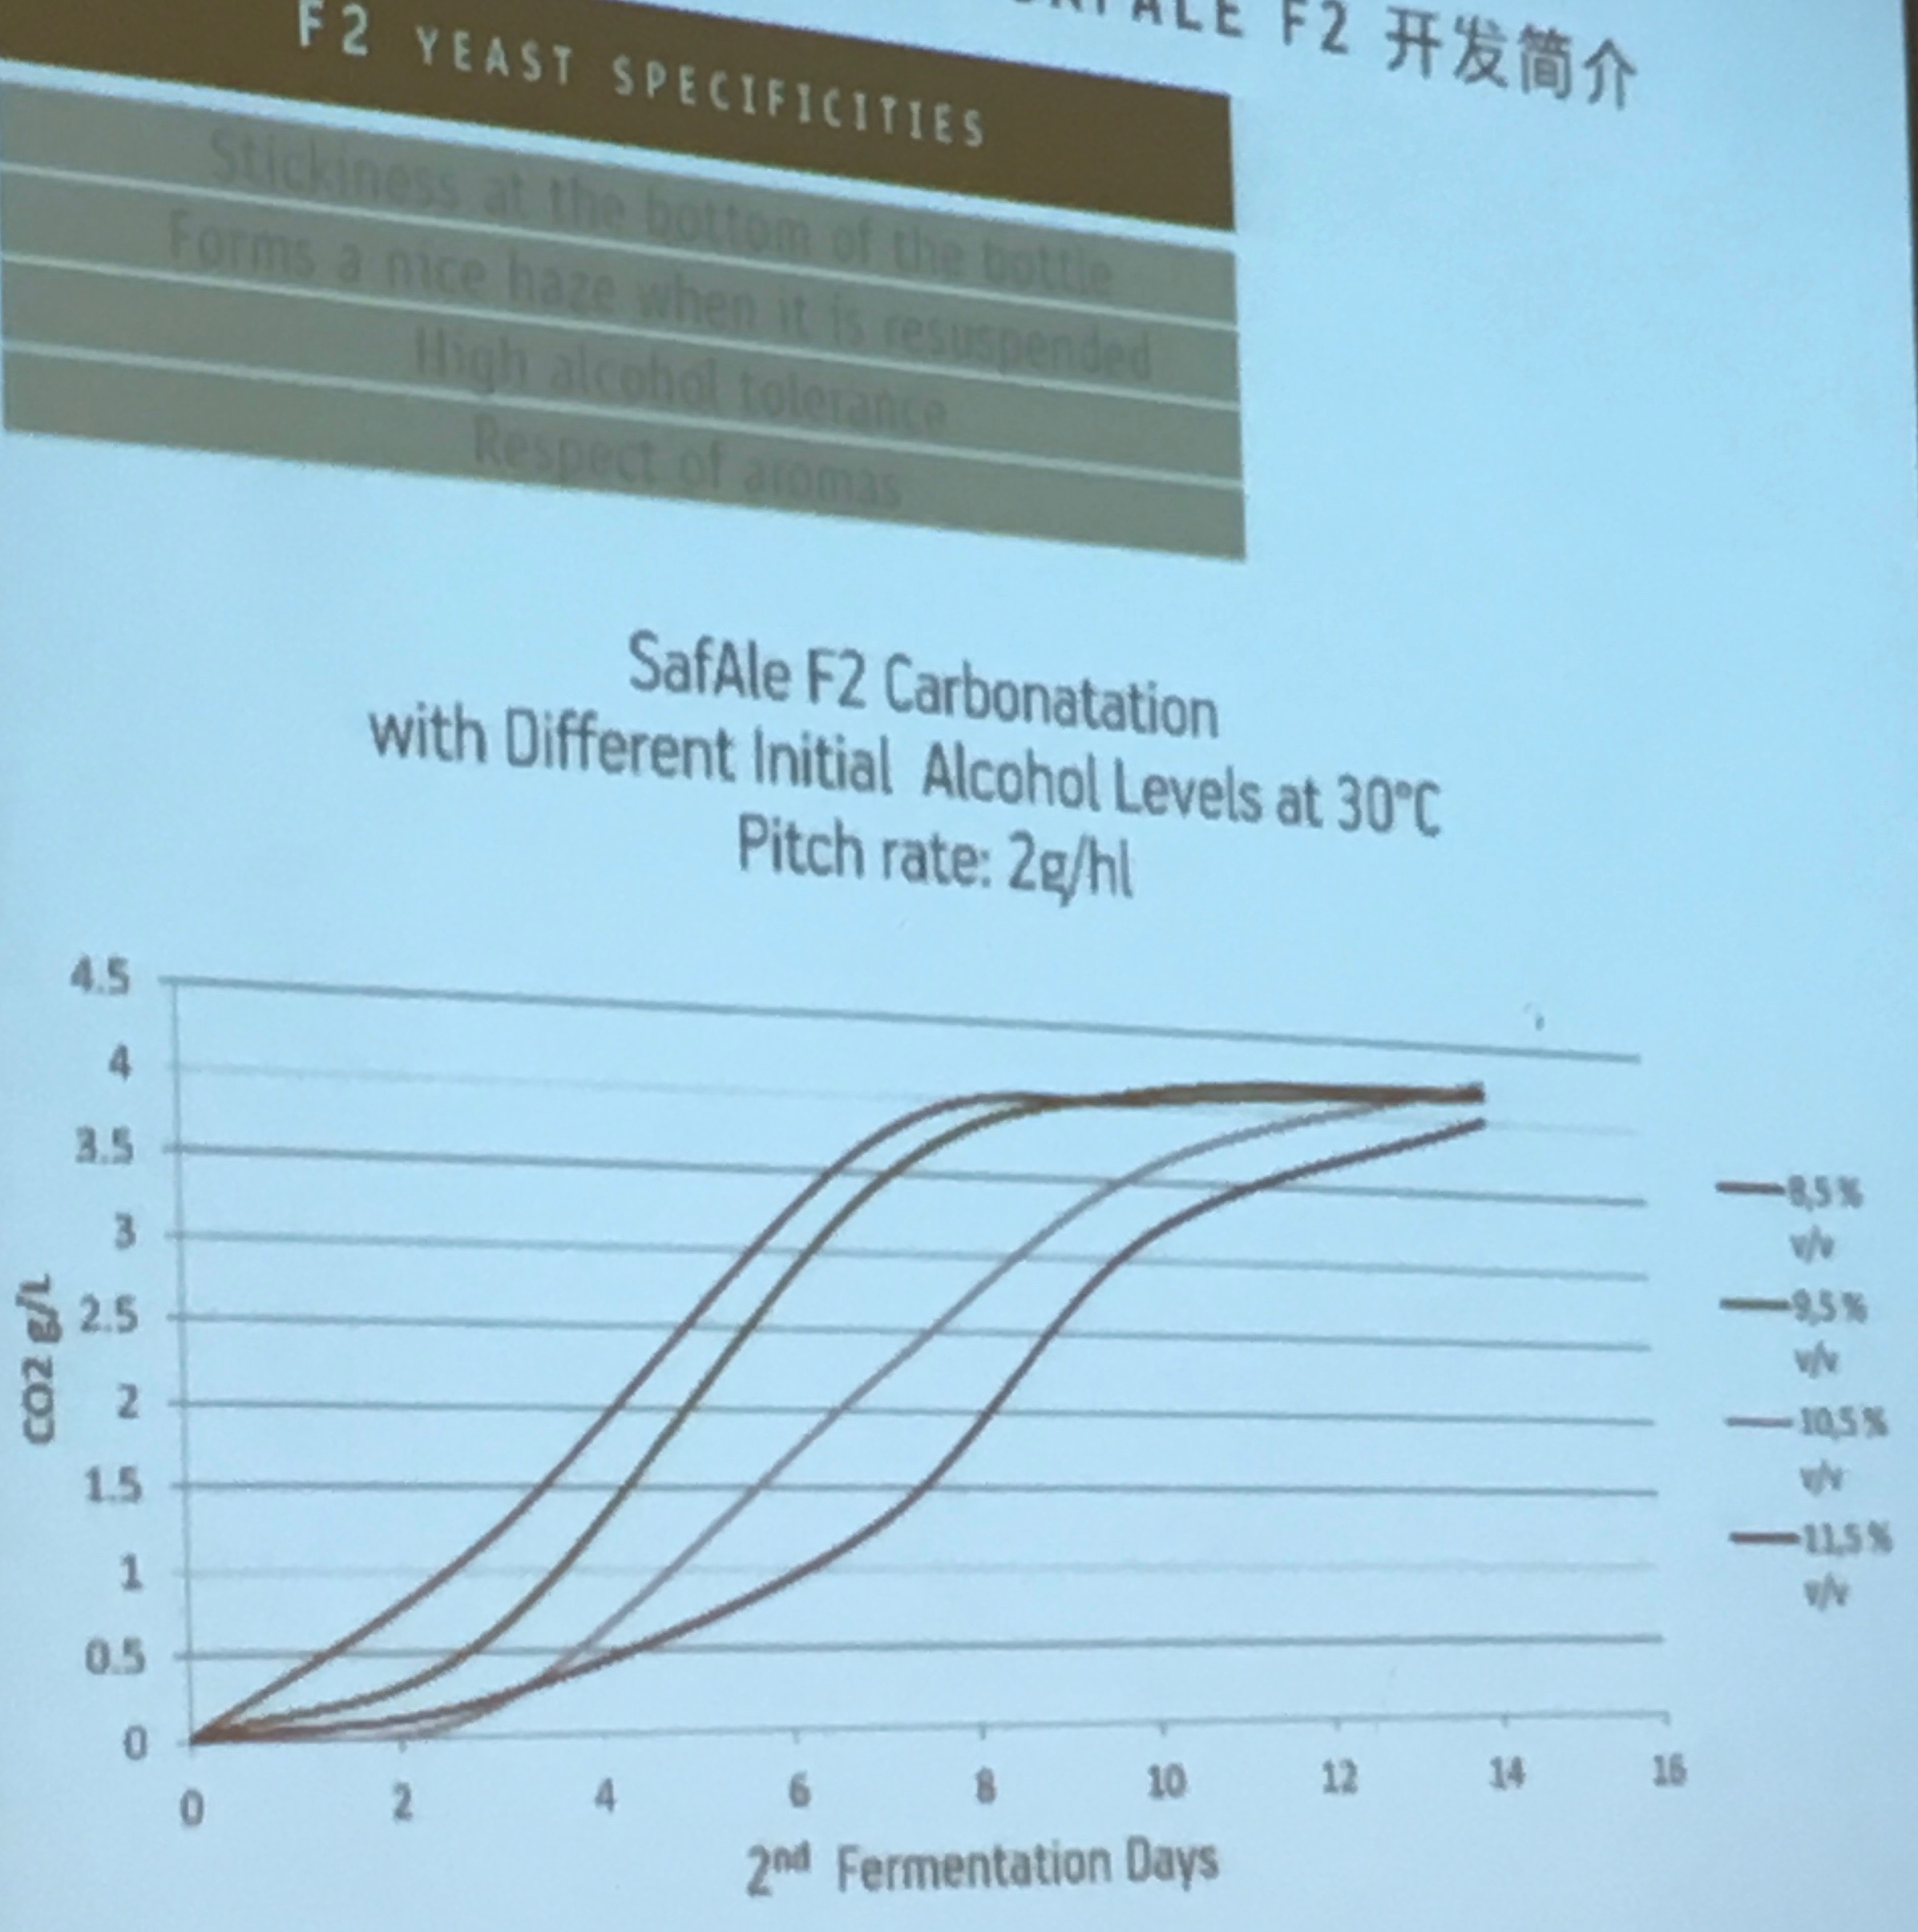 ALE F2 开发简介
F2 YEAST SPECIFICITIES
Stickiness at the bottom of the bottle
Forms a nice haze when it is resuspended
High alcohol tolerance
Respect of aromas
SafAle F2 Carbonatation
with Different Initial Alcohol Levels at 30°C
Pitch rate: 2g/hl
4.5
4
3.5
3
2.5
2
1.5
1
0.5
0
CO2 g/L
0 2 4 6 8 10 12 14 16
2nd Fermentation Days
8,5%
v/v
9,5%
v/v
10,5%
v/v
11,5%
v/v